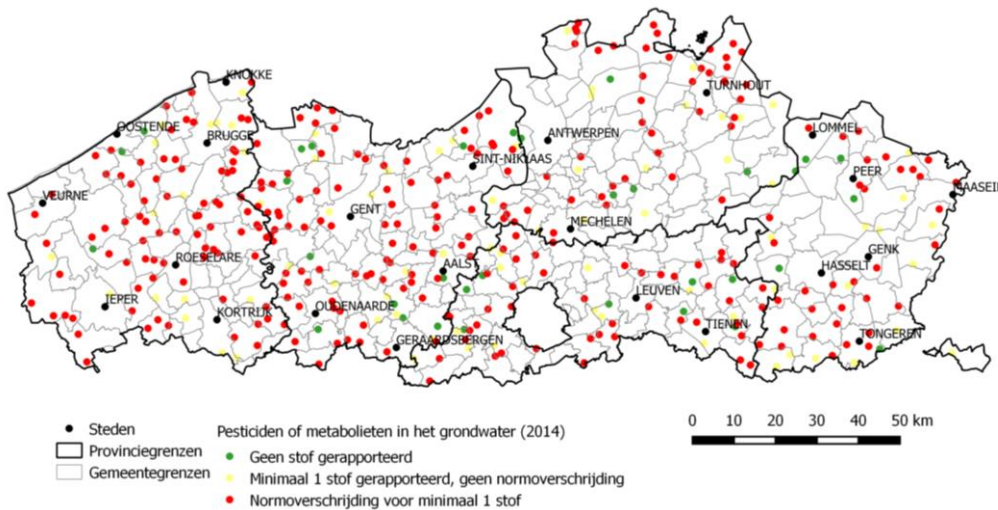 KNOKKE
OOSTENDE
BRUGGE
TURNHOUT
ANTWERPEN
LOMMEL
SINT-NIKLAAS
PEER
VEURNE
MAASEIK
GENT
MECHELEN
GENK
ROESELARE
AALST
HASSELT
LEUVEN
IEPER
OUDENAARDE
KORTRIJK
TIENEN
TONGEREN
GERAARDSBERGEN
Steden
Provinciegrenzen
Gemeentegrenzen
Pesticiden of metabolieten in het grondwater (2014)
Geen stof gerapporteerd
Minimaal 1 stof gerapporteerd, geen normoverschrijding
Normoverschrijding voor minimaal 1 stof
0 10 20 30 40 50 km